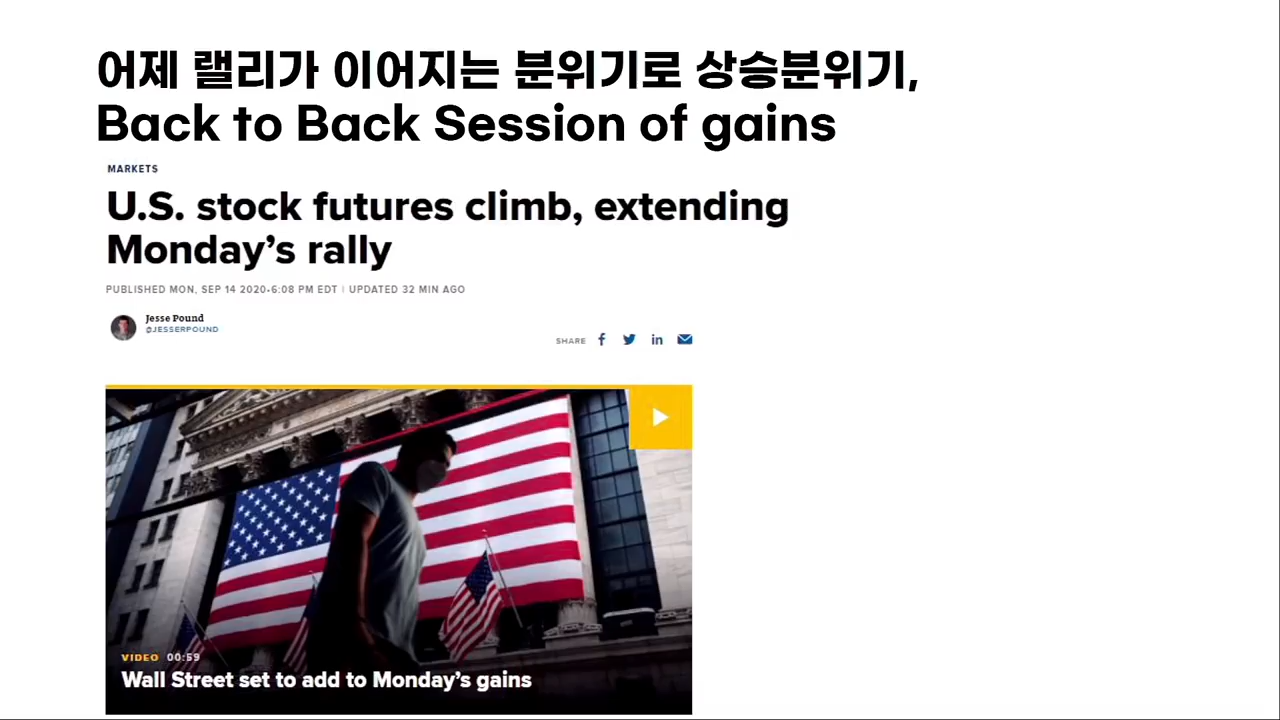 어제 랠리가 이어지는 분위기로 상승분위기,
Back to Back Session of gains
MARKETS
U.S. stock futures climb, extending
Monday's rally
PUBLISHED MON, SEP 14 2020•6:08 PM EDT | UPDATED 32 MIN AGO
Jesse Pound
@JESSERPOUND
SHARE
VIDEO 00:59
Wall Street set to add to Monday's gains